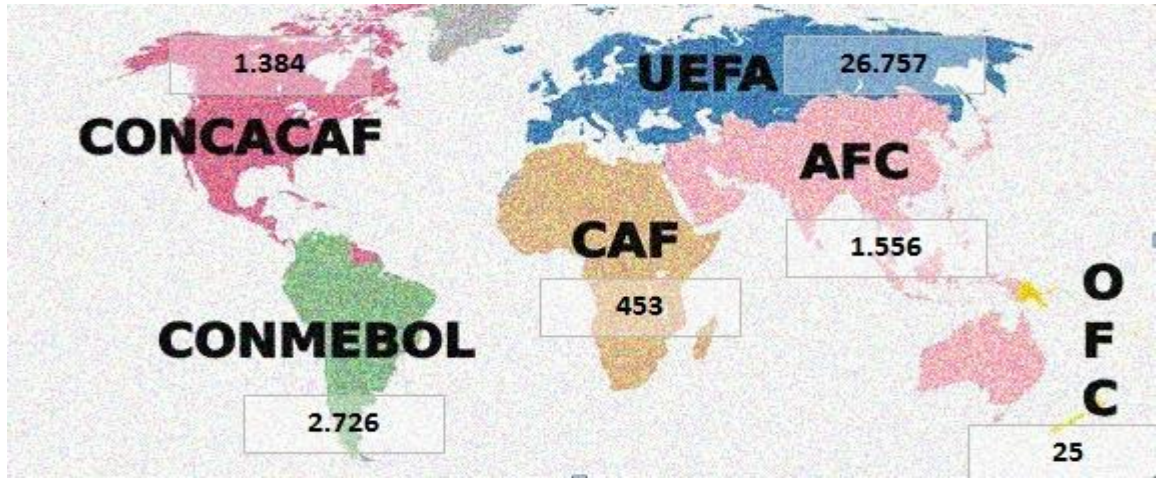 1.384
CONCACAF
UEFA
26.757
AFC
1.556
CAF
453
CONMEBOL
2.726
O
F
C
25